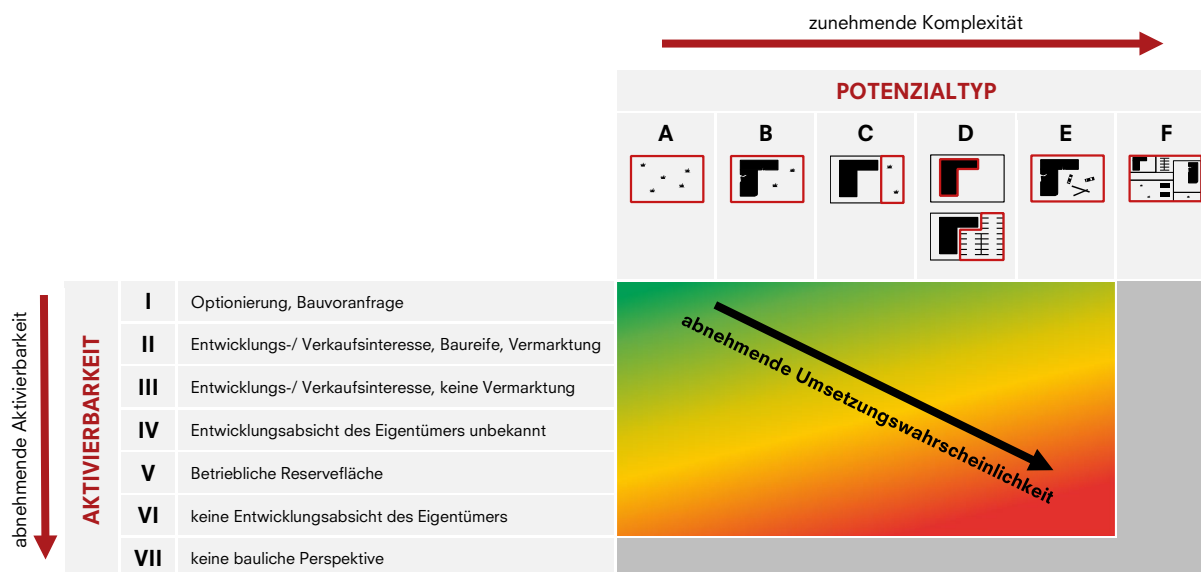 zunehmende Komplexität
POTENZIALTYP
A B C D E F
abnehmende Aktivierbarkeit
AKTIVIERBARKEIT
I Optionierung, Bauvoranfrage
II Entwicklungs-/ Verkaufsinteresse, Baureife, Vermarktung
III Entwicklungs-/ Verkaufsinteresse, keine Vermarktung
IV Entwicklungsabsicht des Eigentümers unbekannt
V Betriebliche Reservefläche
VI keine Entwicklungsabsicht des Eigentümers
VII keine bauliche Perspektive
abnehmende Umsetzungswahrscheinlichkeit